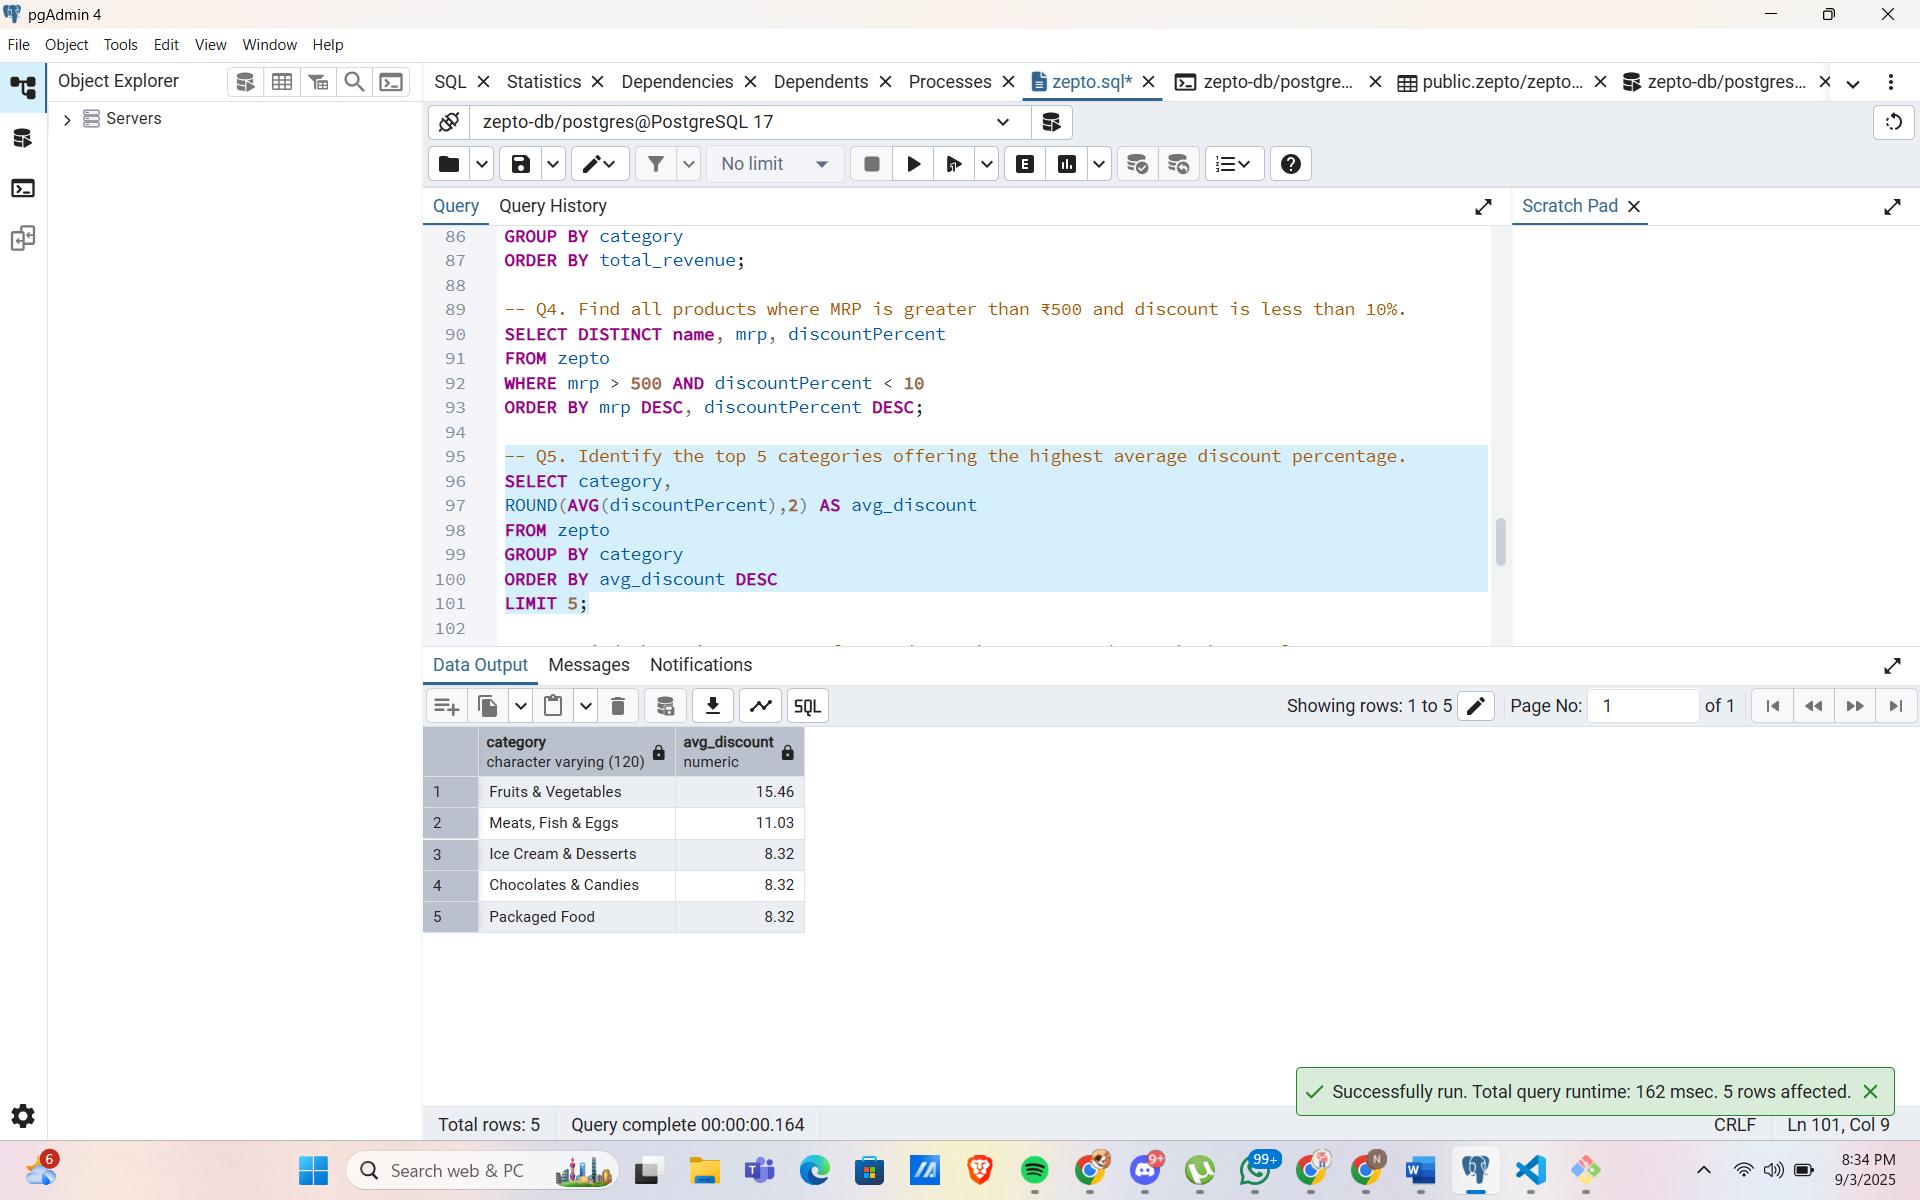 pgAdmin 4
File Object Tools Edit View Window Help
Object Explorer
Servers
SQL Statistics Dependencies Dependents Processes zepto.sql* zepto-db/postgre... public.zepto/zepto... zepto-db/postgres...
zepto-db/postgres@PostgreSQL 17
No limit
E
Query Query History
Scratch Pad
86 GROUP BY category
87 ORDER BY total_revenue;
88
89 -- Q4. Find all products where MRP is greater than ₹500 and discount is less than 10%.
90 SELECT DISTINCT name, mrp, discountPercent
91 FROM zepto
92 WHERE mrp > 500 AND discountPercent < 10
93 ORDER BY mrp DESC, discountPercent DESC;
94
95 -- Q5. Identify the top 5 categories offering the highest average discount percentage.
96 SELECT category,
97 ROUND(AVG(discountPercent),2) AS avg_discount
98 FROM zepto
99 GROUP BY category
100 ORDER BY avg_discount DESC
101 LIMIT 5;
102
Data Output Messages Notifications
SQL Showing rows: 1 to 5 Page No: 1 of 1
category avg_discount
character varying (120) numeric
1 Fruits & Vegetables 15.46
2 Meats, Fish & Eggs 11.03
3 Ice Cream & Desserts 8.32
4 Chocolates & Candies 8.32
5 Packaged Food 8.32
Successfully run. Total query runtime: 162 msec. 5 rows affected.
Total rows: 5 Query complete 00:00:00.164 CRLF Ln 101, Col 9
6 Search web & PC 9+ 99+ N 8:34 PM
9/3/2025